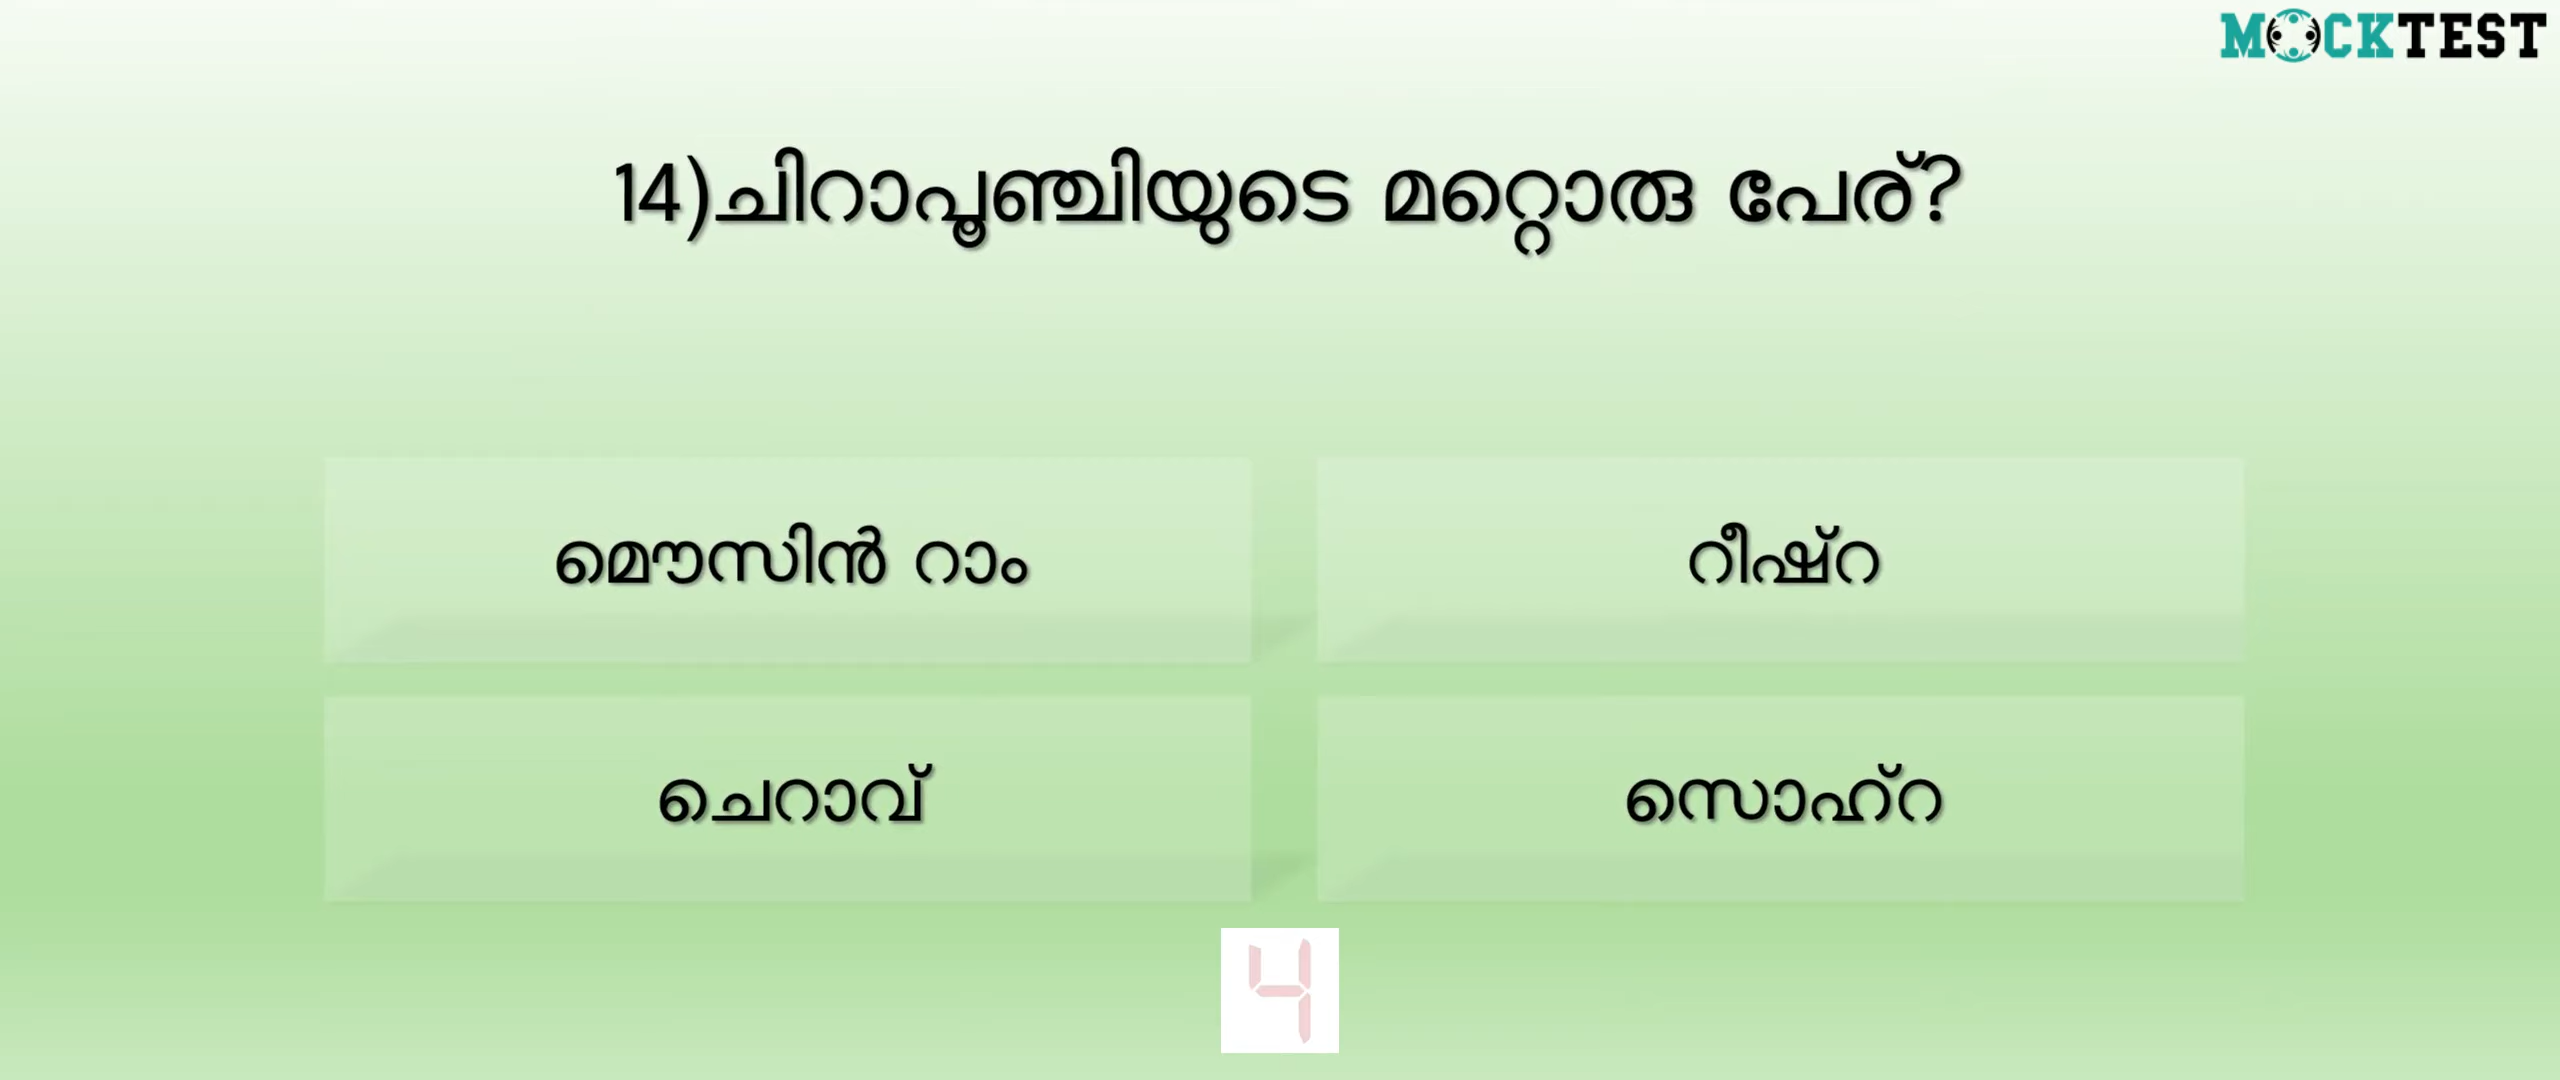 MOCKTEST
14)ചിറാപൂഞ്ചിയുടെ മറ്റൊരു പേര്?
മൌസിൻ റാം
റീഷ്റ
ചെറാവ്
സൊഹ്റ
4